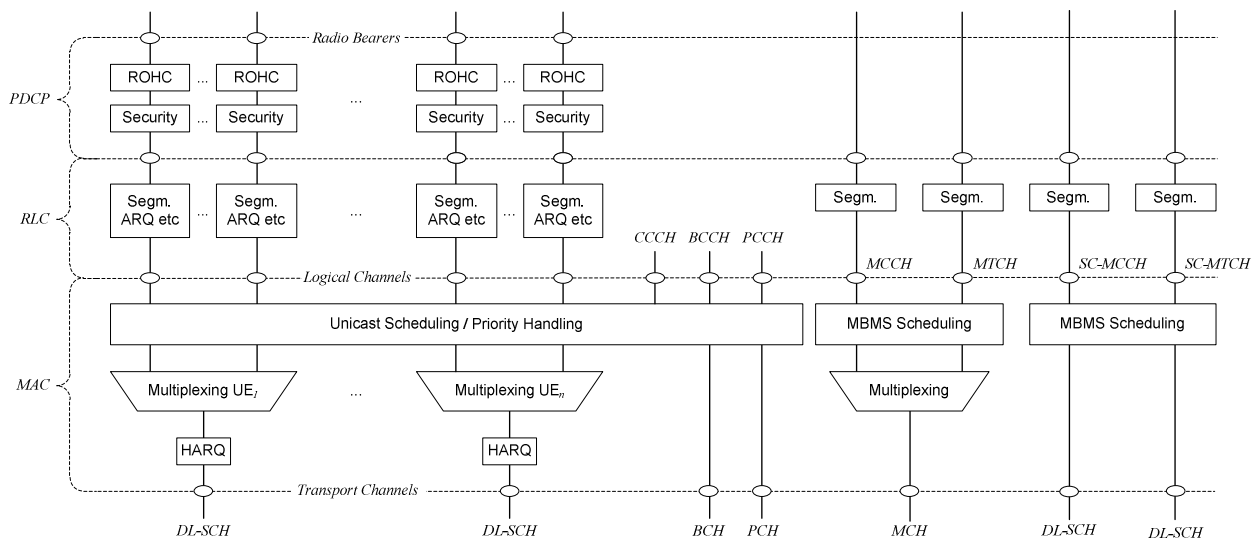 Radio Bearers
ROHC ... ROHC ROHC ... ROHC
PDCP
...
Security ... Security Security ... Security
Segm. ARQ etc ... Segm. ARQ etc ... Segm. ARQ etc ... Segm. ARQ etc Segm. Segm. Segm. Segm.
RLC
CCCH BCCH PCCH
Logical Channels MCCH MTCH SC-MCCH SC-MTCH
Unicast Scheduling / Priority Handling MBMS Scheduling MBMS Scheduling
MAC
Multiplexing UE1 ... Multiplexing UEn Multiplexing
HARQ HARQ
Transport Channels
DL-SCH DL-SCH BCH PCH MCH DL-SCH DL-SCH